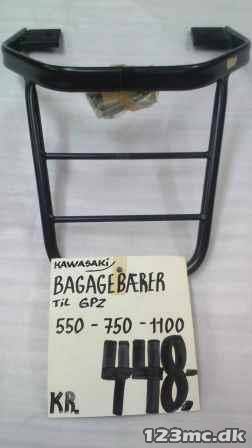 KAWASAKI
BAGAGEBÆRER
TiL GPZ
550 - 750 - 1100
KR. 448,-
123mc.dk